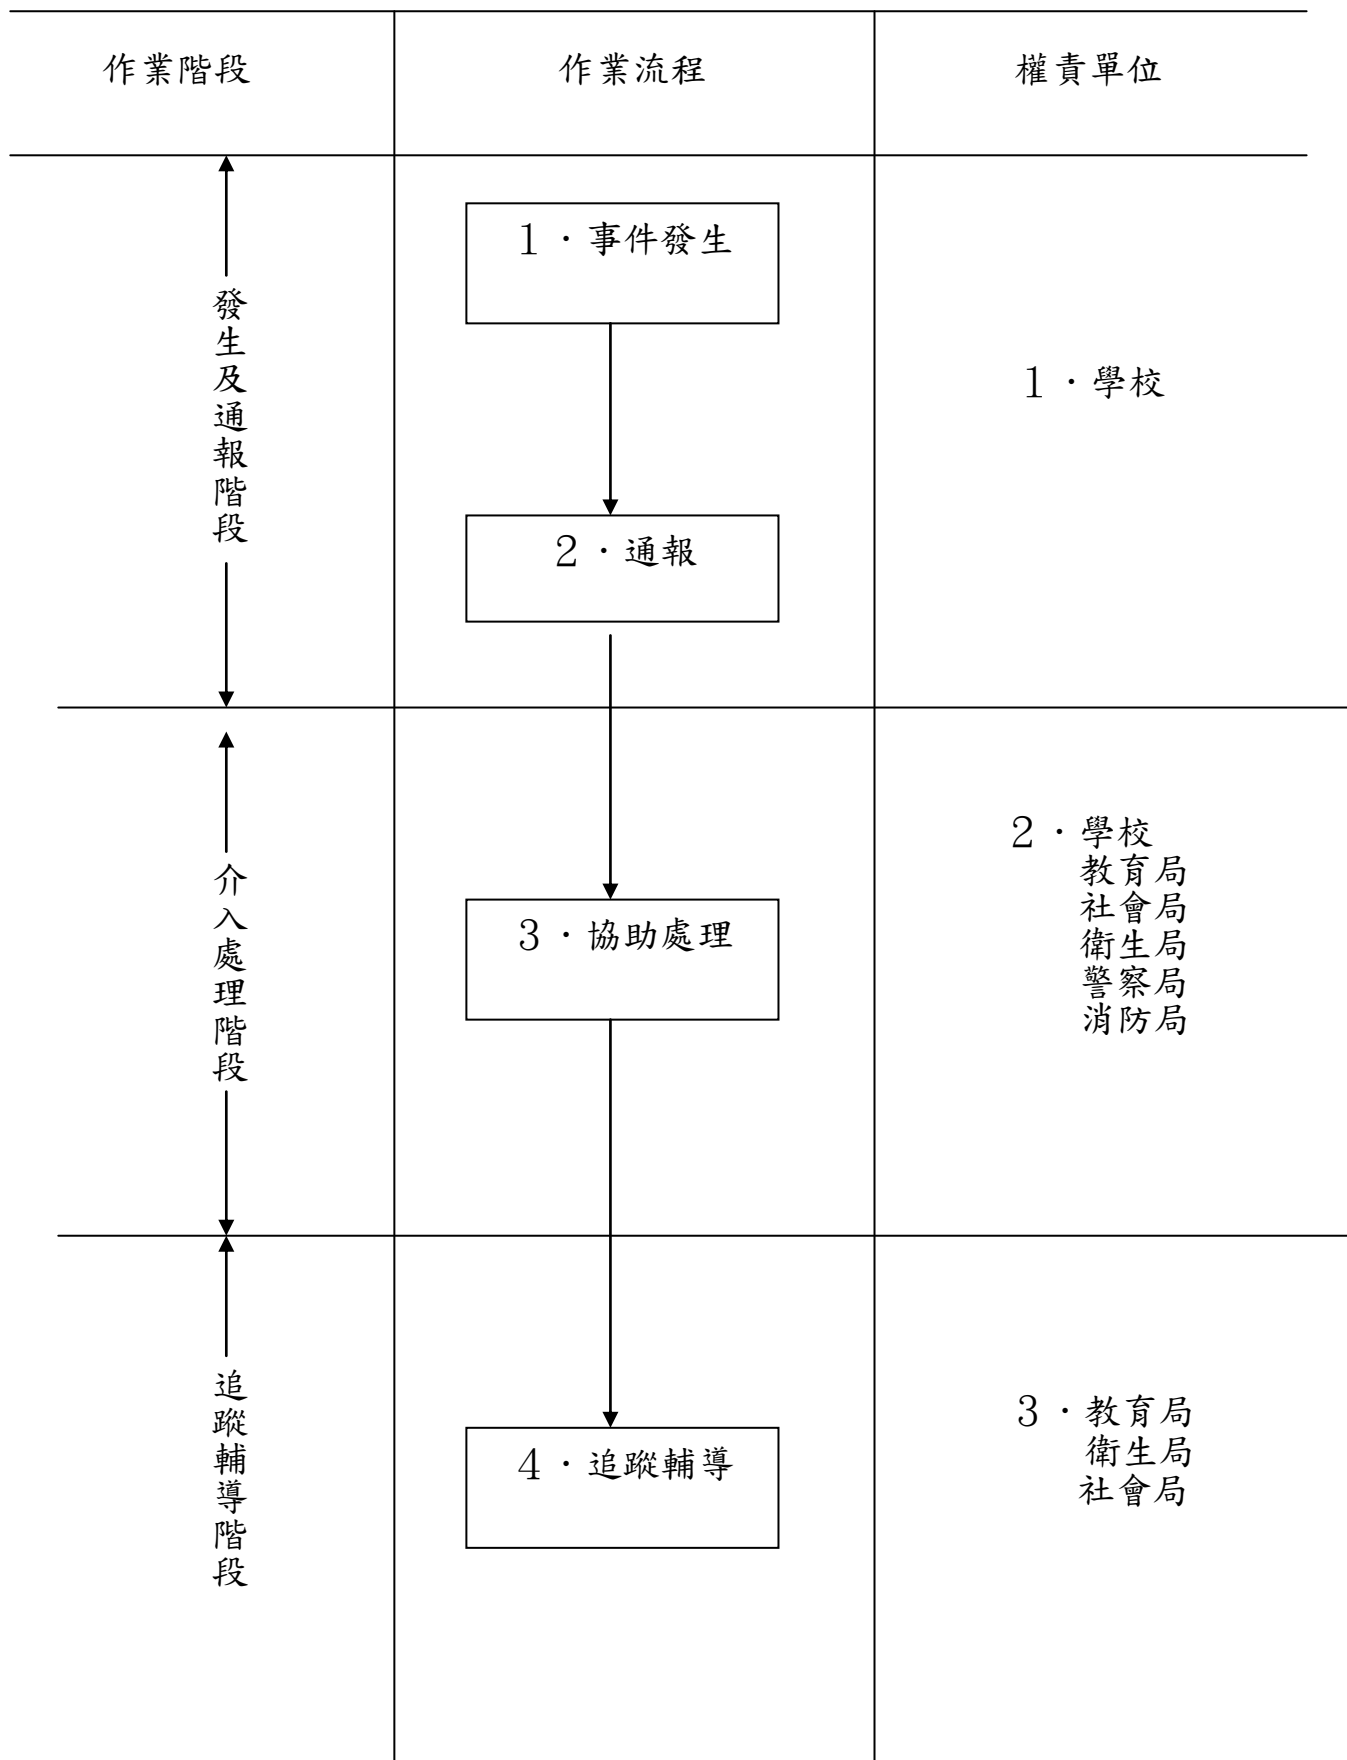 作業階段
作業流程
權責單位
發生及通報階段
1．事件發生
2．通報
1．學校
介入處理階段
3．協助處理
2．學校
教育局
社會局
衛生局
警察局
消防局
追蹤輔導階段
4．追蹤輔導
3．教育局
衛生局
社會局